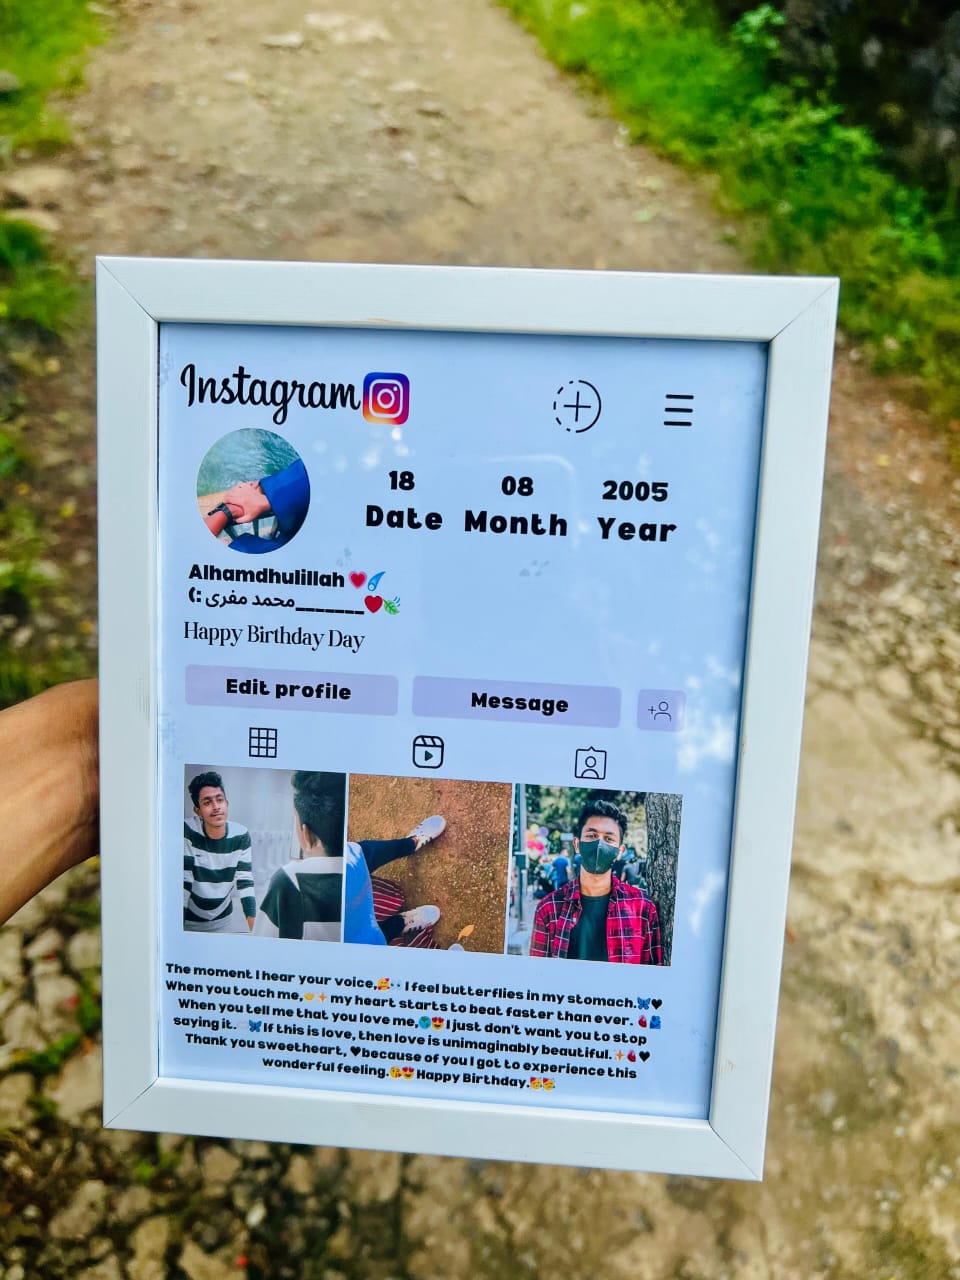 Instagram
18 08 2005
Date Month Year
Alhamdhulillah💗☄️
(: محمد مفرى_______❤️🍃
Happy Birthday Day
Edit profile Message
The moment I hear your voice,🥰👀 I feel butterflies in my stomach.🦋♥
When you touch me,🤝✨ my heart starts to beat faster than ever. 🫀🫂
When you tell me that you love me,🌎😍I just don't want you to stop
saying it.💭🦋If this is love, then love is unimaginably beautiful.✨🫀♥
Thank you sweetheart, ♥because of you I got to experience this
wonderful feeling.😘😍 Happy Birthday.🥳🥳